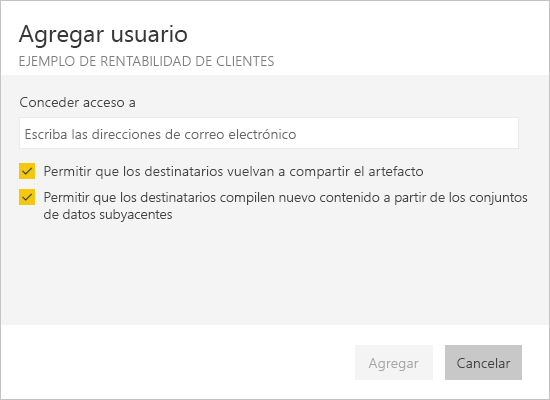 Agregar usuario
EJEMPLO DE RENTABILIDAD DE CLIENTES
Conceder acceso a
Escriba las direcciones de correo electrónico
Permitir que los destinatarios vuelvan a compartir el artefacto
Permitir que los destinatarios compilen nuevo contenido a partir de los conjuntos
de datos subyacentes
Agregar
Cancelar